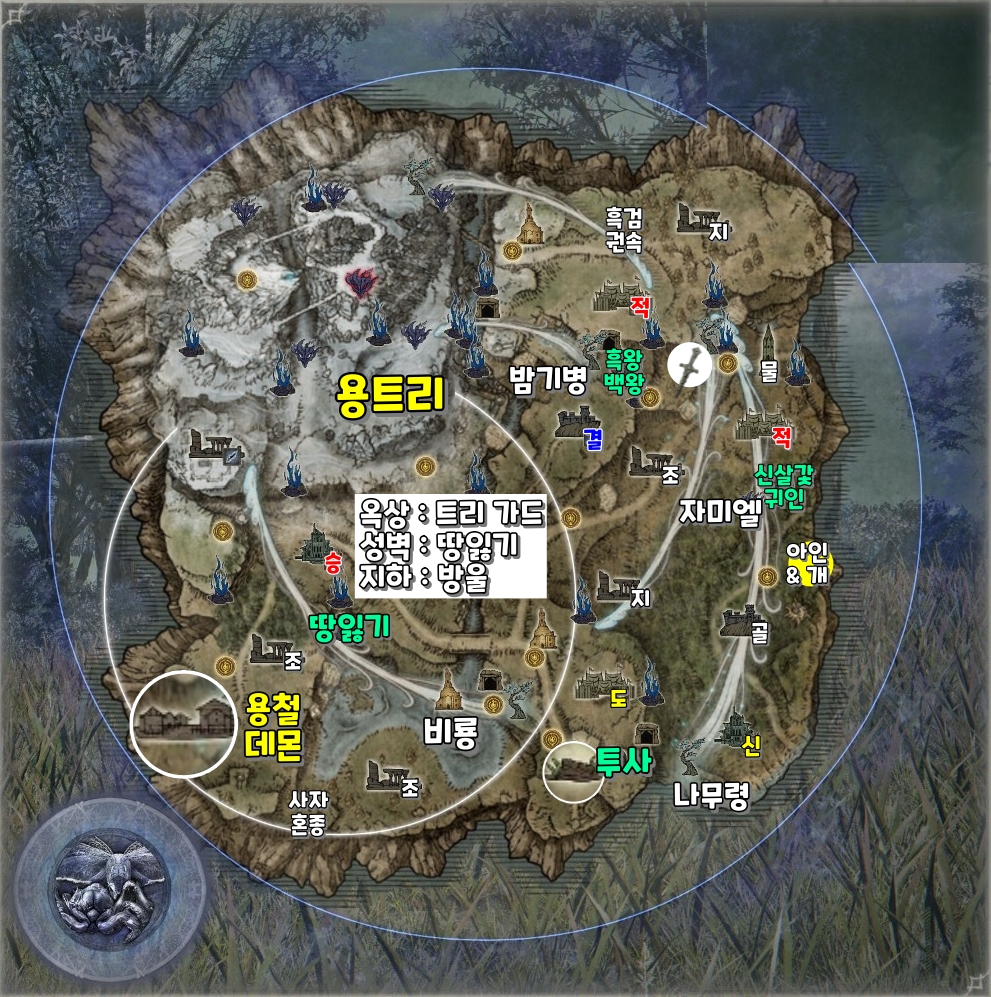 흑검
권속
지
적
흑왕
백왕
밤기병
물
용트리
결
적
조
신살갗
귀인
자미엘
옥상 : 트리 가드
성벽 : 땅잃기
지하 : 방울
승
아인
& 개
지
땅잃기
골
조
도
용철
데몬
비룡
신
투사
조
나무령
사자
혼종